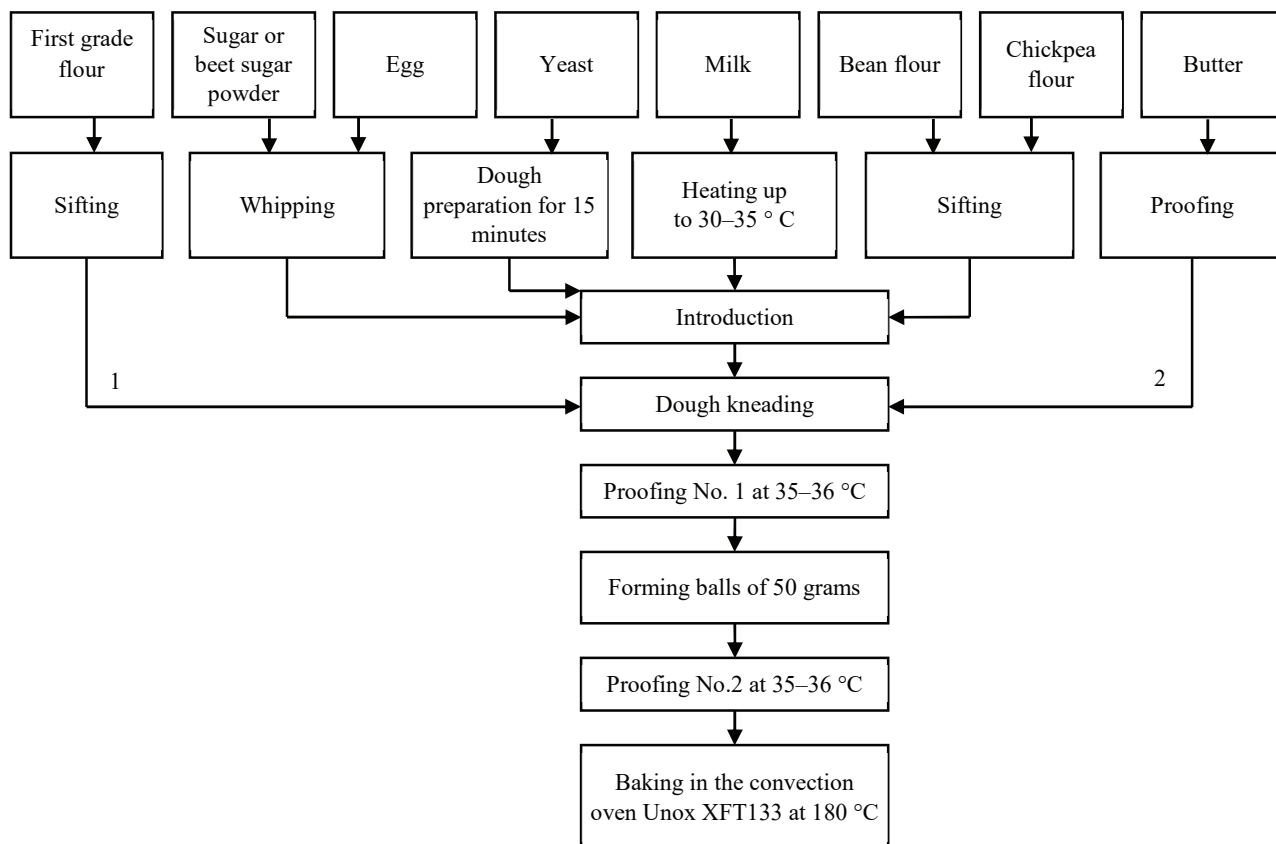 First grade
flour
Sugar or
beet sugar
powder
Egg
Yeast
Milk
Bean flour
Chickpea
flour
Butter
Sifting
Whipping
Dough
preparation for 15
minutes
Heating up
to 30–35 ° C
Sifting
Proofing
Introduction
1
2
Dough kneading
Proofing No. 1 at 35–36 °C
Forming balls of 50 grams
Proofing No.2 at 35–36 °C
Baking in the convection
oven Unox XFT133 at 180 °C